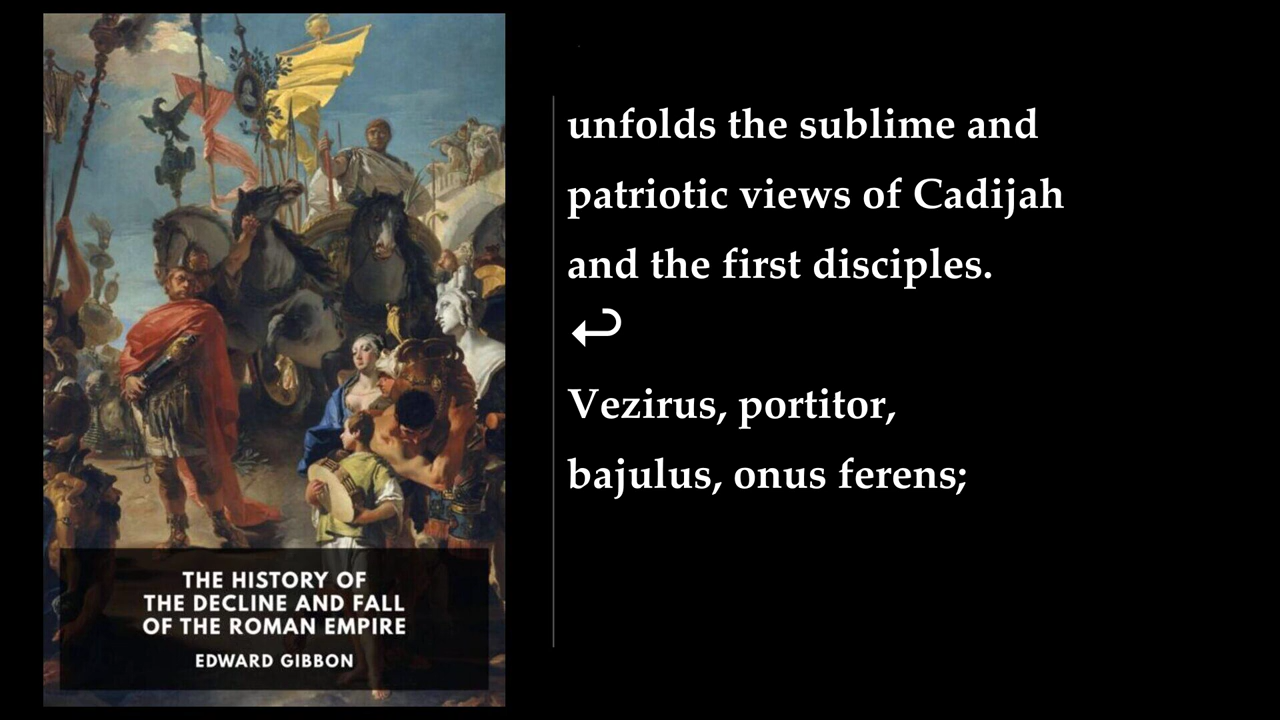 THE HISTORY OF
THE DECLINE AND FALL
OF THE ROMAN EMPIRE
EDWARD GIBBON
unfolds the sublime and
patriotic views of Cadijah
and the first disciples.
↩
Vezirus, portitor,
bajulus, onus ferens;